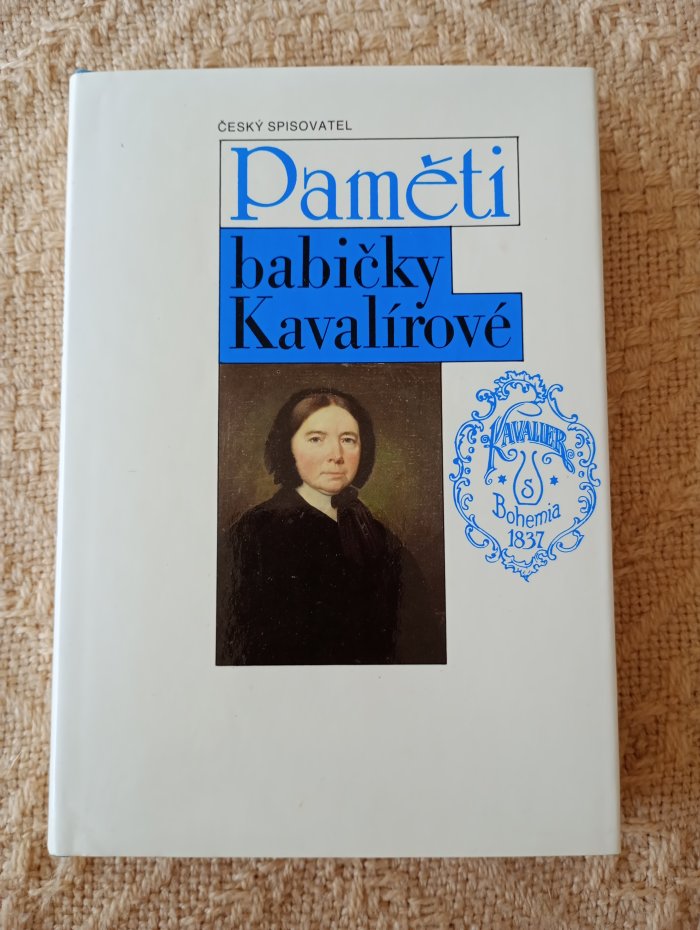 ČESKÝ SPISOVATEL
Paměti
babičky
Kavalírové
KAVALIER
S
Bohemia
1837